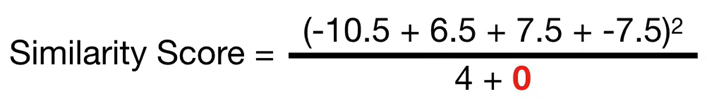 Similarity Score = (-10.5 + 6.5 + 7.5 + -7.5)²
4 + 0